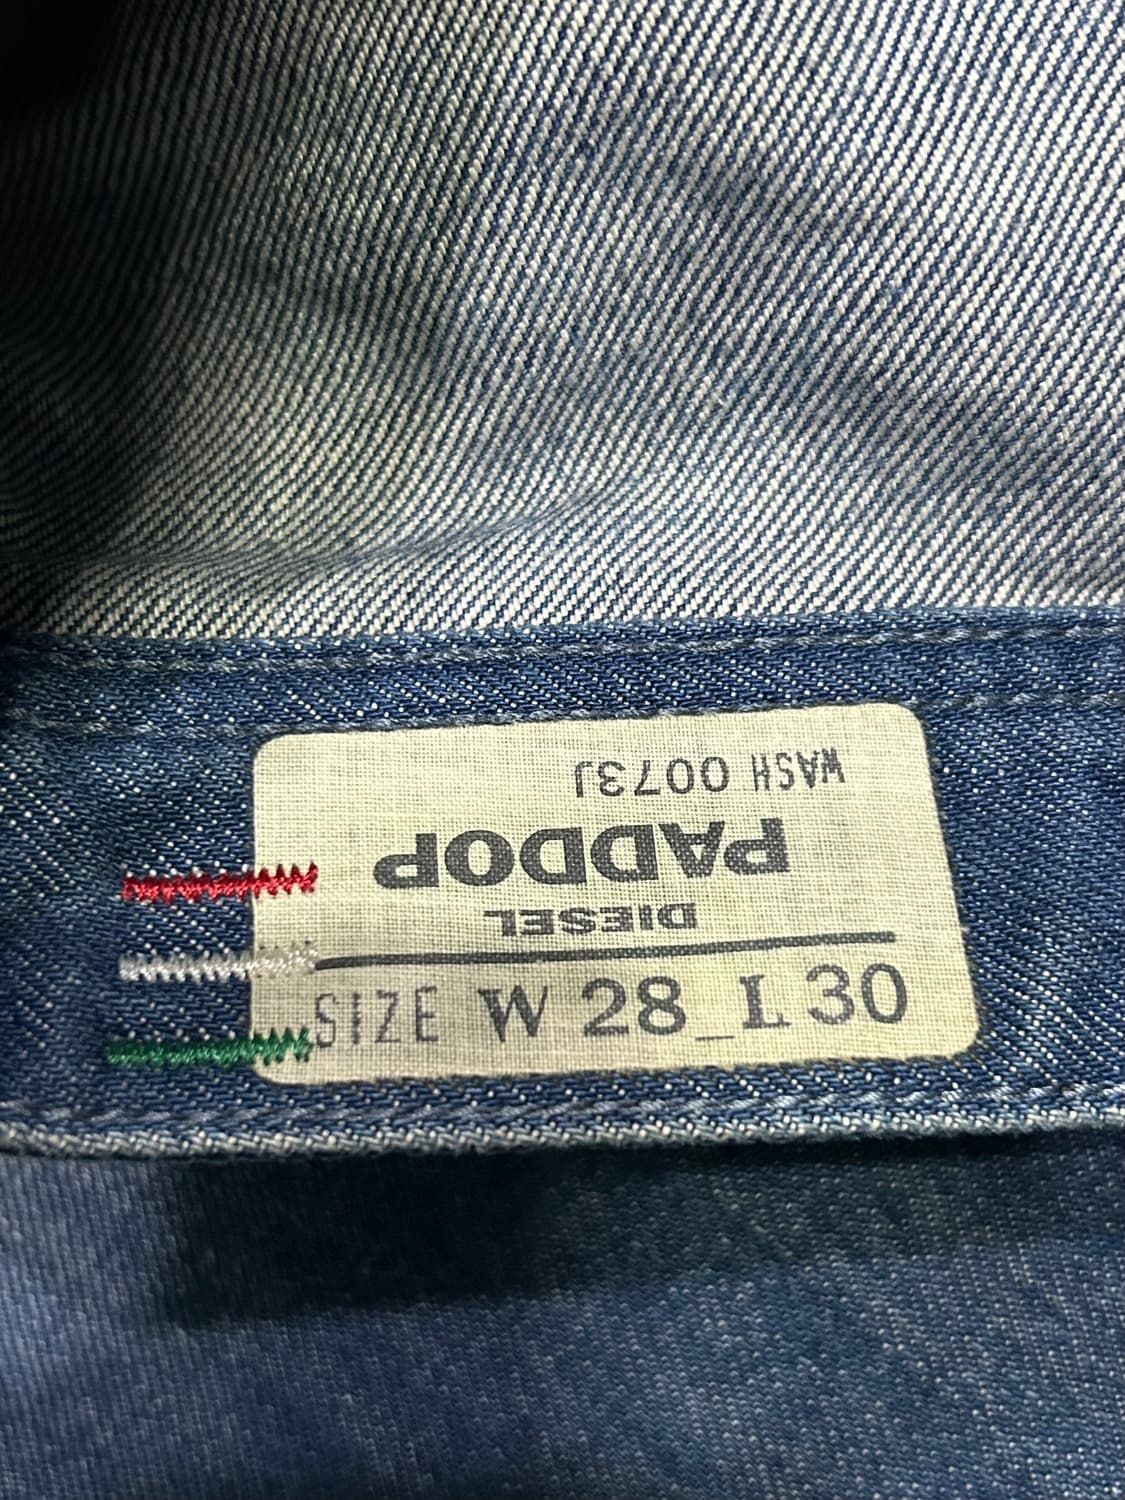 DIESEL
PADDOP
WASH 0073J
SIZE W 28_L 30